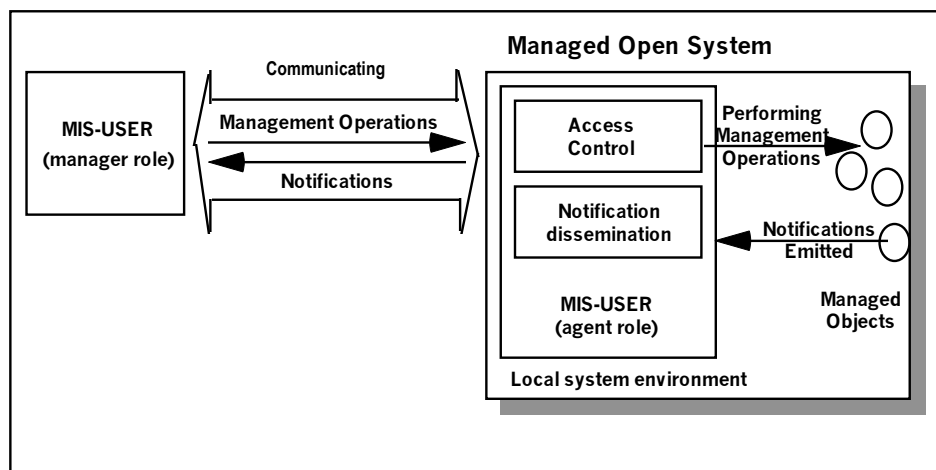 Managed Open System
Communicating
MIS-USER
(manager role)
Management Operations
Notifications
Access
Control
Notification
dissemination
MIS-USER
(agent role)
Performing
Management
Operations
Notifications
Emitted
Managed
Objects
Local system environment